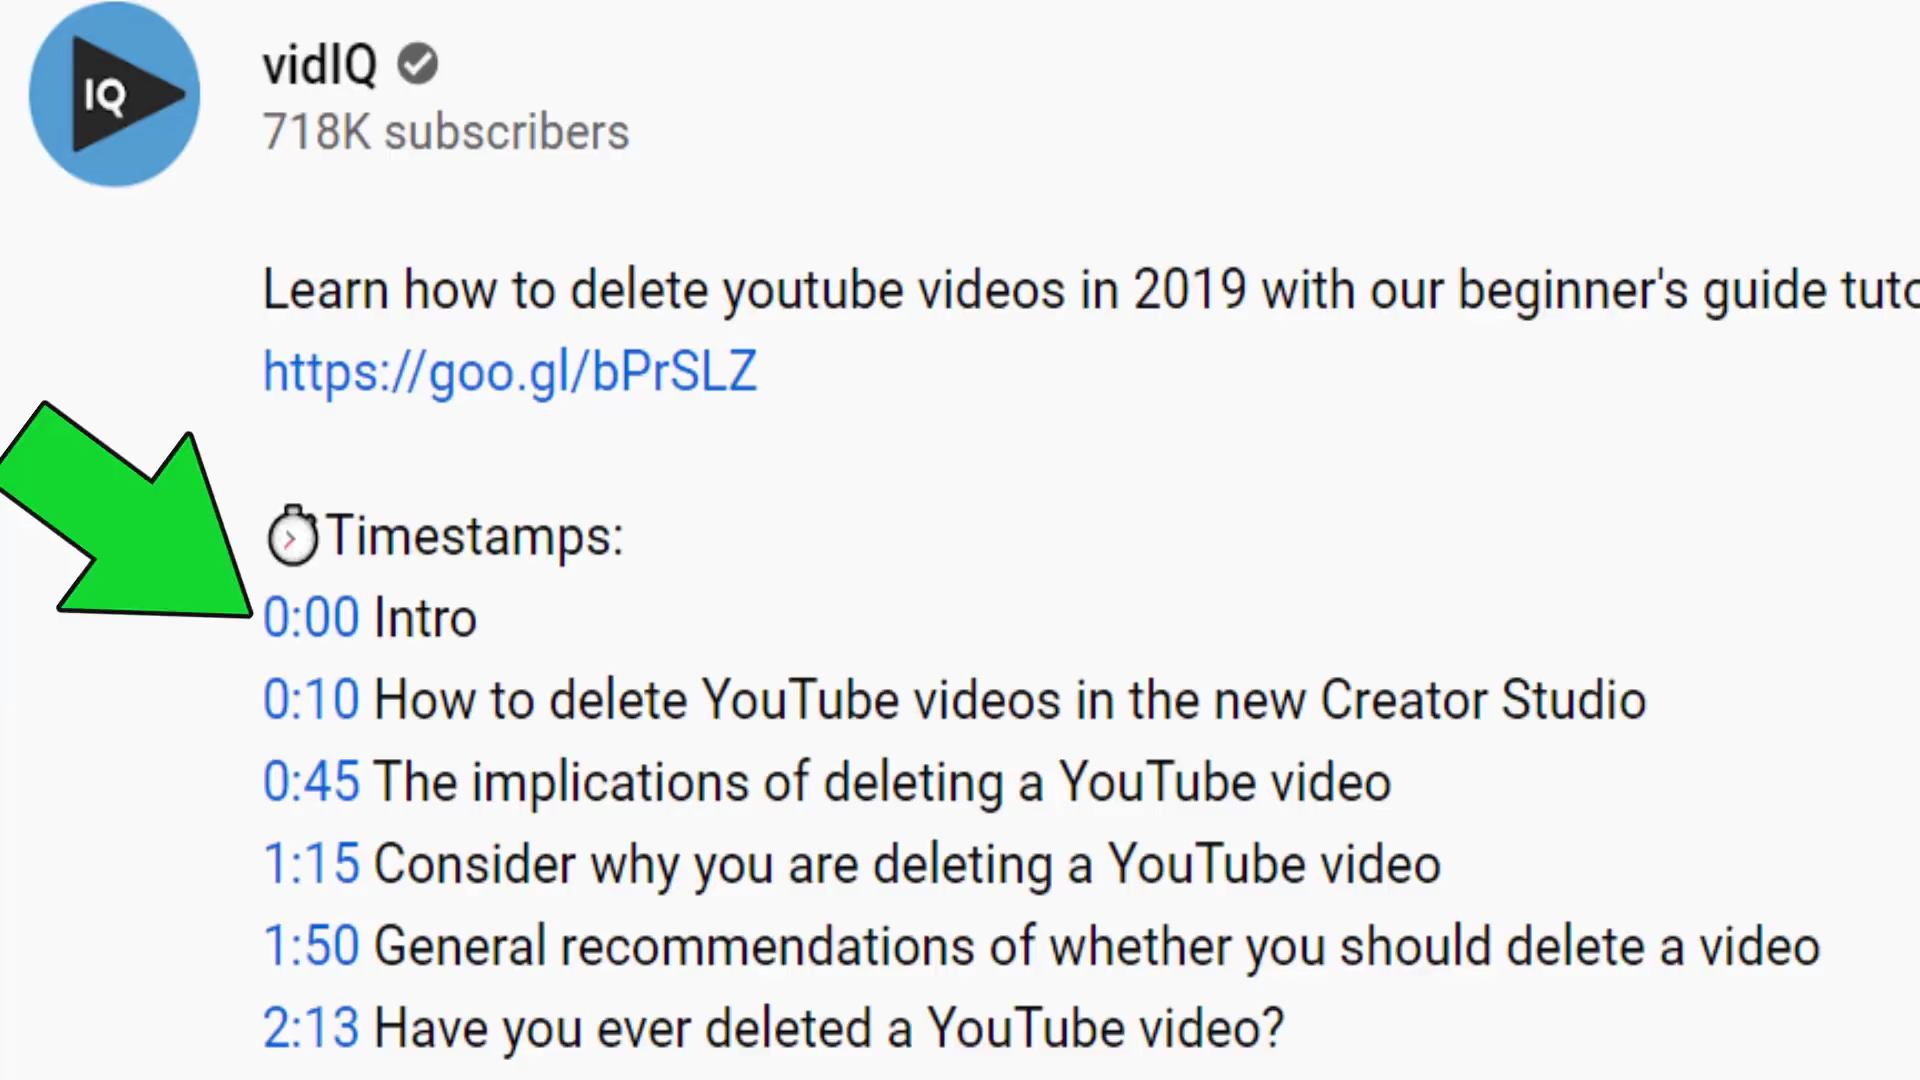 IQ
vidIQ
718K subscribers
Learn how to delete youtube videos in 2019 with our beginner's guide tuto
https://goo.gl/bPrSLZ
Timestamps:
0:00 Intro
0:10 How to delete YouTube videos in the new Creator Studio
0:45 The implications of deleting a YouTube video
1:15 Consider why you are deleting a YouTube video
1:50 General recommendations of whether you should delete a video
2:13 Have you ever deleted a YouTube video?